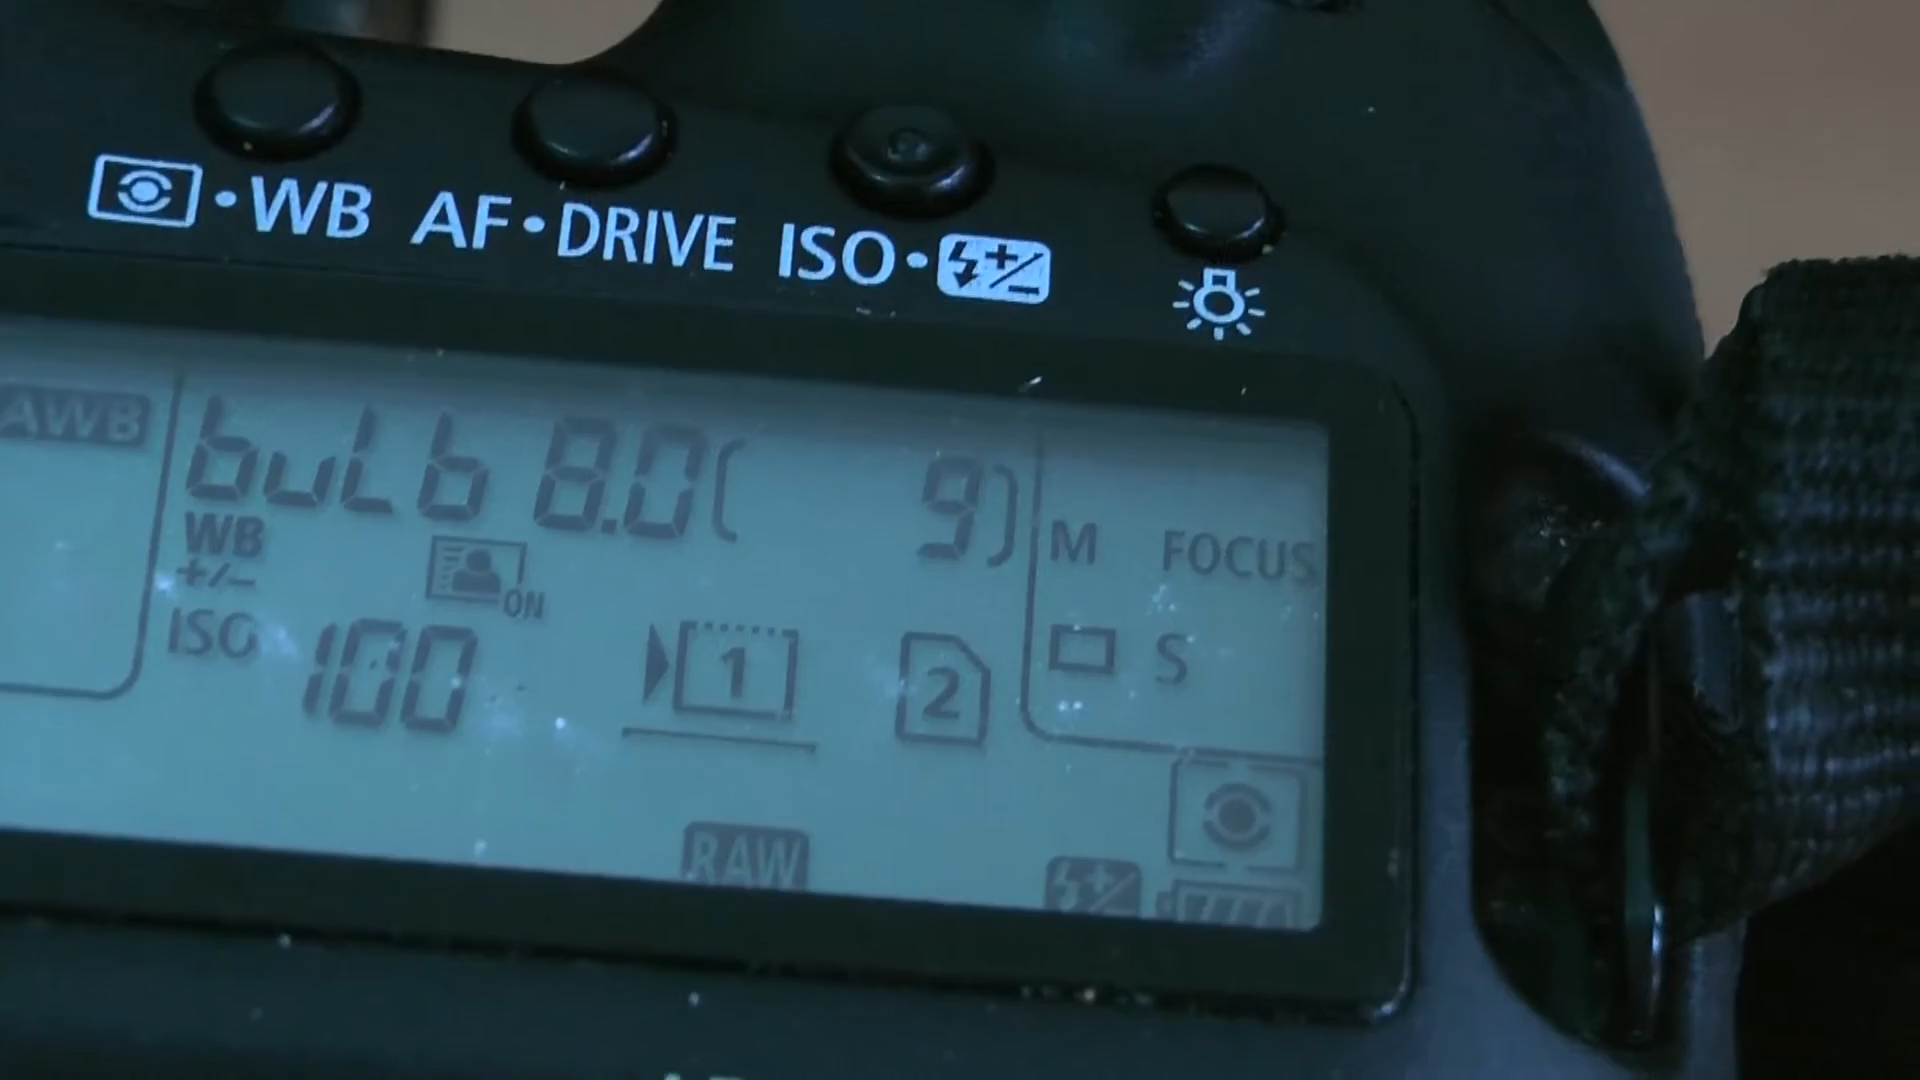 WB AF•DRIVE ISO•
AWB
buLb 8.0 ( 9)
M FOCUS
WB
+/-
ON
ISO 100
1 2
S
RAW